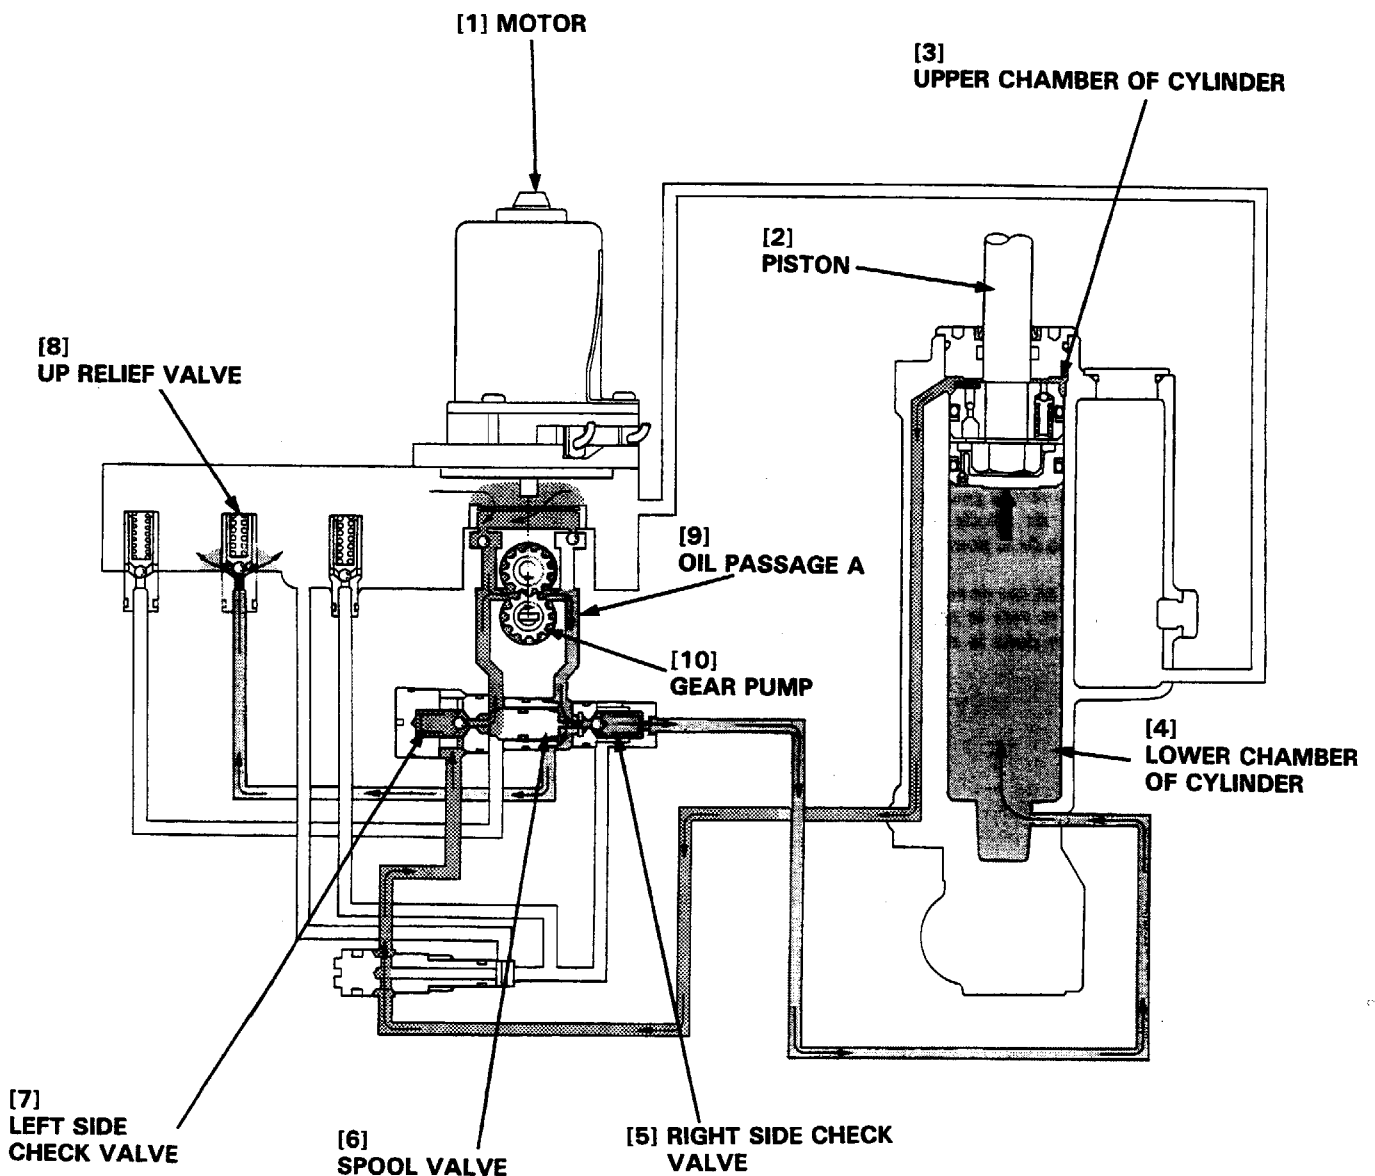 [1] MOTOR
[3]
UPPER CHAMBER OF CYLINDER
[2]
PISTON
[8]
UP RELIEF VALVE
[9]
OIL PASSAGE A
[10]
GEAR PUMP
[4]
LOWER CHAMBER
OF CYLINDER
[7]
LEFT SIDE
CHECK VALVE
[6]
SPOOL VALVE
[5] RIGHT SIDE CHECK
VALVE